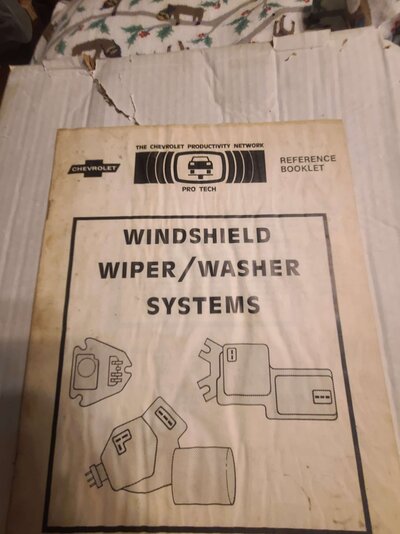 THE CHEVROLET PRODUCTIVITY NETWORK
CHEVROLET
PRO TECH
REFERENCE
BOOKLET
WINDSHIELD
WIPER/WASHER
SYSTEMS